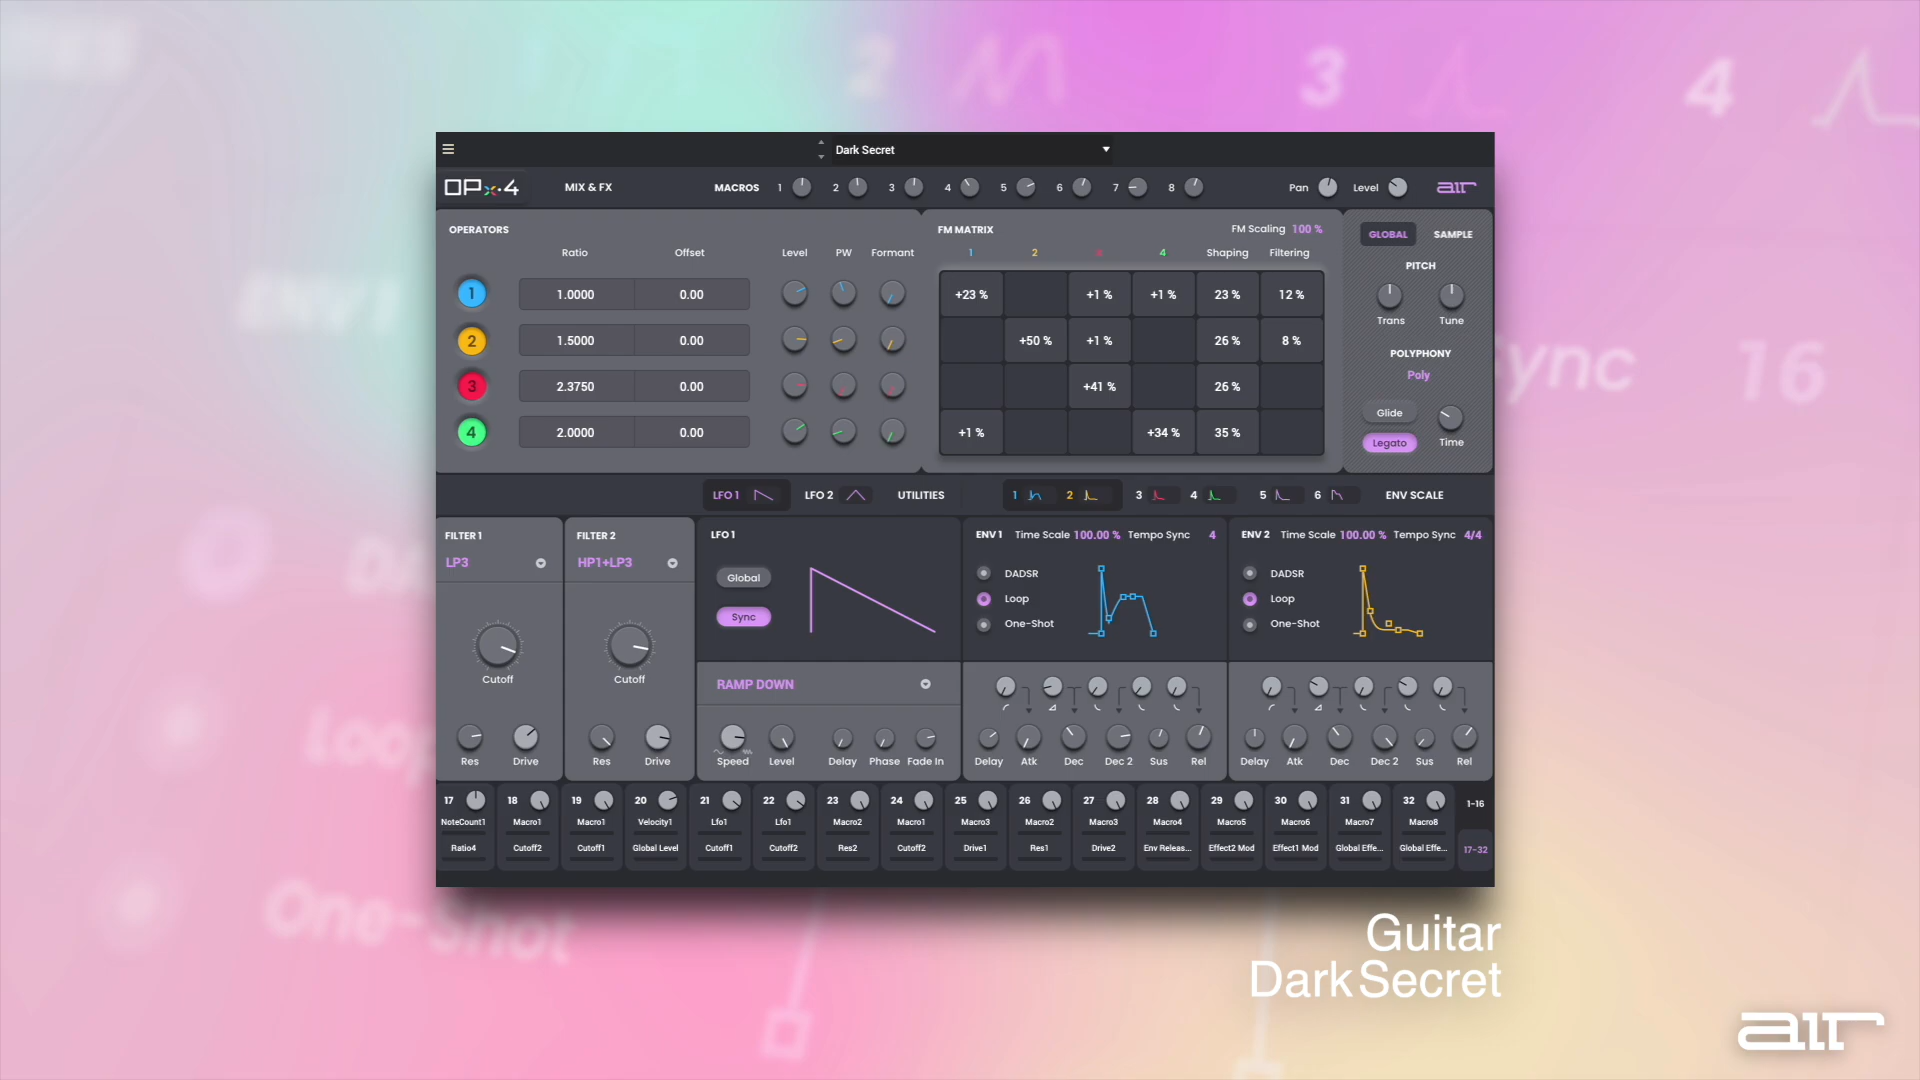 Dark Secret
OPx-4
MIX & FX
MACROS 1 2 3 4 5 6 7 8
Pan Level air
OPERATORS
Ratio Offset Level PW Formant
1 1.0000 0.00
2 1.5000 0.00
3 2.3750 0.00
4 2.0000 0.00
FM MATRIX FM Scaling 100 %
1 2 4 Shaping Filtering
+23 % +1 % +1 % 23 % 12 %
+50 % +1 % 26 % 8 %
+41 % 26 %
+1 % +34 % 35 %
GLOBAL SAMPLE
PITCH
Trans Tune
POLYPHONY
Poly
Glide
Legato Time
LFO 1 LFO 2 UTILITIES 1 2 3 4 5 6 ENV SCALE
FILTER 1
LP3
Cutoff
Res Drive
FILTER 2
HP1+LP3
Cutoff
Res Drive
LFO 1
Global
Sync
RAMP DOWN
Speed Level Delay Phase Fade In
ENV 1 Time Scale 100.00 % Tempo Sync 4
DADSR
Loop
One-Shot
Delay Atk Dec Dec 2 Sus Rel
ENV 2 Time Scale 100.00 % Tempo Sync 4/4
DADSR
Loop
One-Shot
Delay Atk Dec Dec 2 Sus Rel
17 18 19 20 21 22 23 24 25 26 27 28 29 30 31 32 1-16
NoteCount1 Macro1 Macro1 Velocity1 Lfo1 Lfo1 Macro2 Macro1 Macro3 Macro2 Macro3 Macro4 Macro5 Macro6 Macro7 Macro8
Ratio4 Cutoff2 Cutoff1 Global Level Cutoff1 Cutoff2 Res2 Cutoff2 Drive1 Res1 Drive2 Env Releas... Effect2 Mod Effect1 Mod Global Effe... Global Effe... 17-32
2 3 4
ENV1
Sync 16
Loop
One-Shot
Guitar
Dark Secret
air